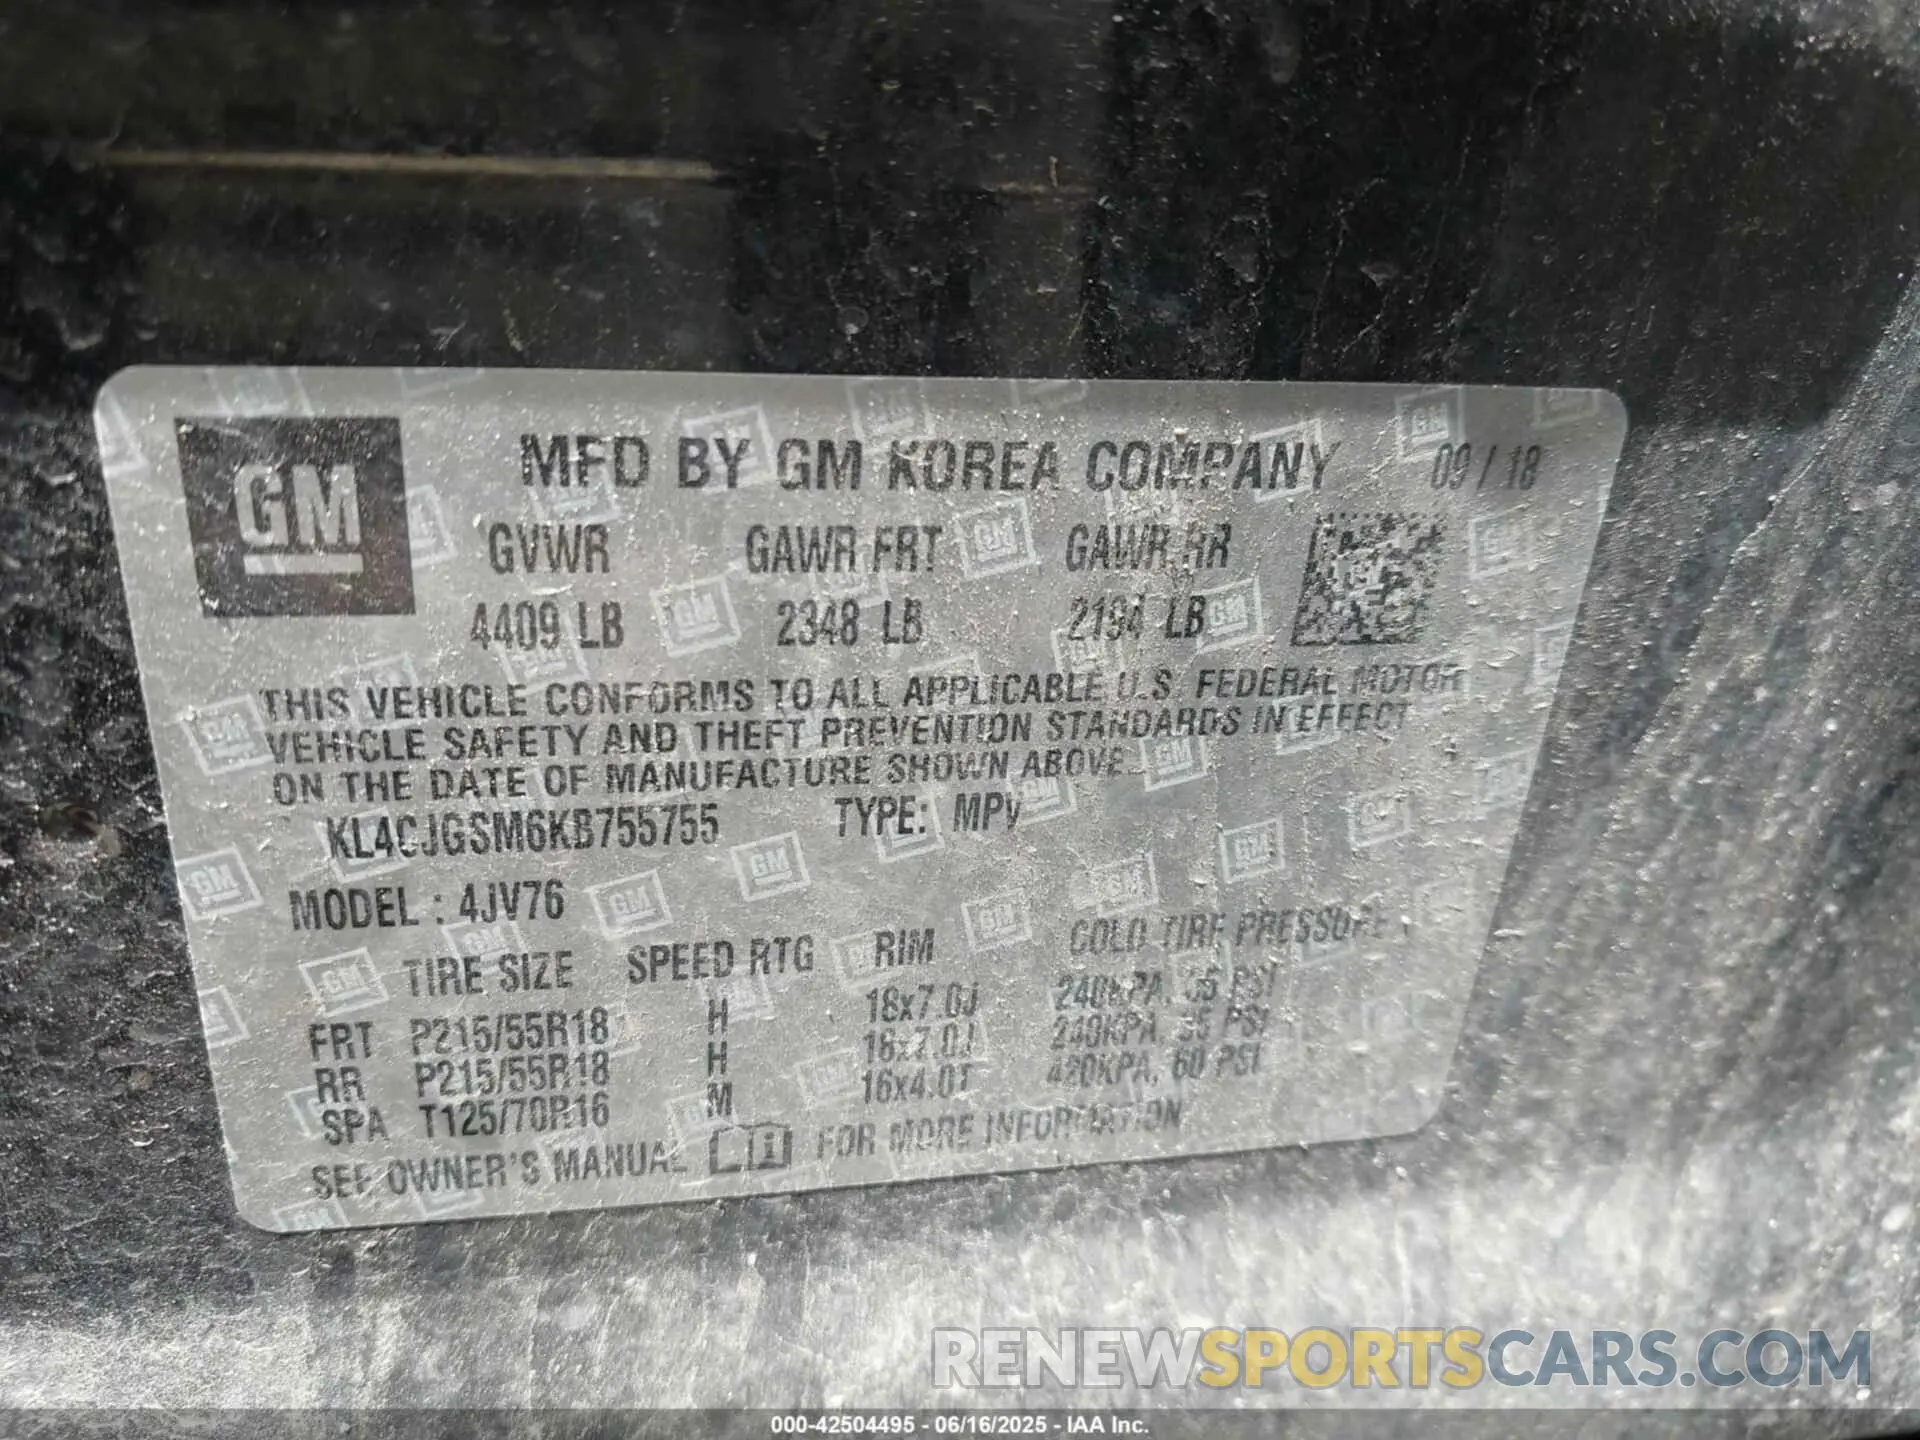 GM
MFD BY GM KOREA COMPANY 09 / 18
GVWR GAWR FRT GAWR RR
4409 LB 2348 LB 2194 LB
THIS VEHICLE CONFORMS TO ALL APPLICABLE U.S. FEDERAL MOTOR
VEHICLE SAFETY AND THEFT PREVENTION STANDARDS IN EFFECT
ON THE DATE OF MANUFACTURE SHOWN ABOVE.
KL4CJGSM6KB755755 TYPE: MPV
MODEL : 4JV76
TIRE SIZE SPEED RTG RIM COLD TIRE PRESSURE
FRT P215/55R18 H 18x7.0J 240KPA, 35 PSI
RR P215/55R18 H 18x7.0J 240KPA, 35 PSI
SPA T125/70R16 M 16x4.0T 420KPA, 60 PSI
SEE OWNER'S MANUAL FOR MORE INFORMATION
RENEWSPORTSCARS.COM
000-42504495 - 06/16/2025 - IAA Inc.